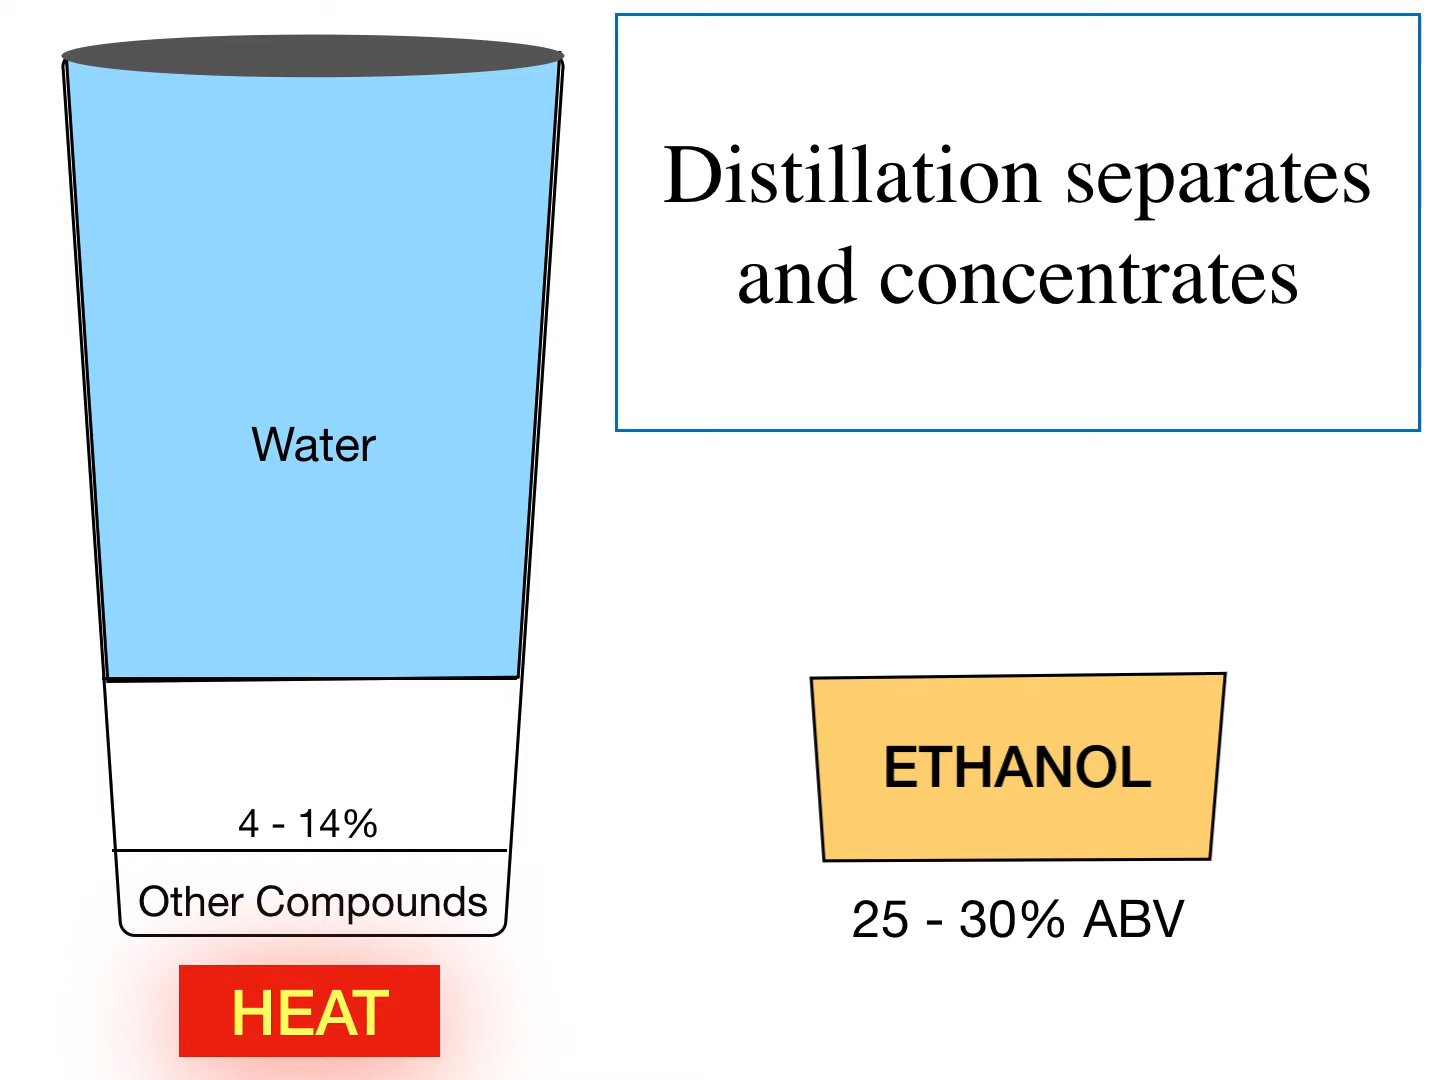 Distillation separates
and concentrates
Water
4 - 14%
Other Compounds
HEAT
ETHANOL
25 - 30% ABV